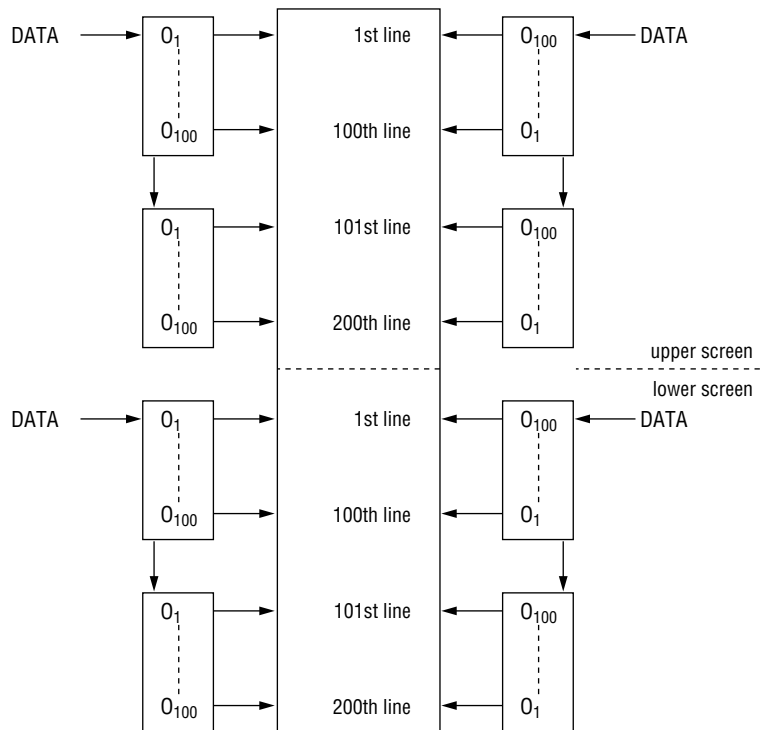 DATA O₁ 1st line O₁₀₀ DATA
O₁₀₀ 100th line O₁
O₁ 101st line O₁₀₀
O₁₀₀ 200th line O₁
upper screen
lower screen
DATA O₁ 1st line O₁₀₀ DATA
O₁₀₀ 100th line O₁
O₁ 101st line O₁₀₀
O₁₀₀ 200th line O₁